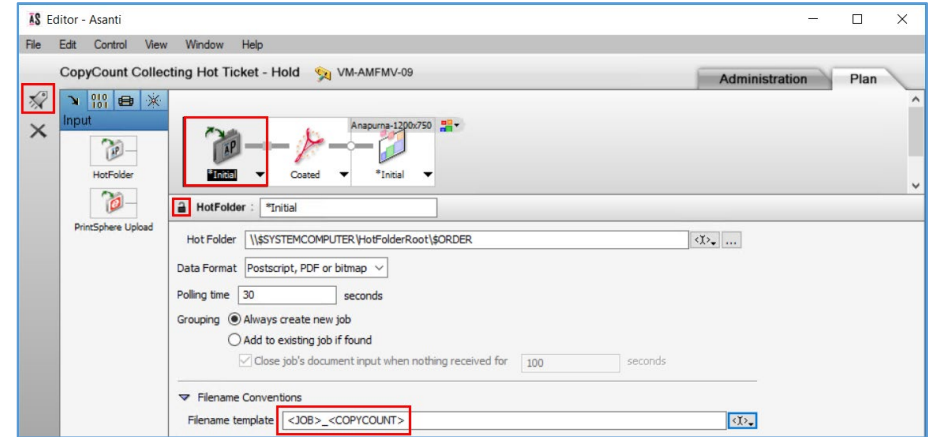 Editor - Asanti
File Edit Control View Window Help
CopyCount Collecting Hot Ticket - Hold VM-AMFMV-09
Administration Plan
Input
HotFolder
PrintSphere Upload
Anapurna-1200x750
*Initial Coated *Initial
HotFolder : *Initial
Hot Folder \\$SYSTEMCOMPUTER\HotFolderRoot\$ORDER
Data Format Postscript, PDF or bitmap
Polling time 30 seconds
Grouping Always create new job
Add to existing job if found
Close job's document input when nothing received for 100 seconds
Filename Conventions
Filename template <JOB>_<COPYCOUNT>